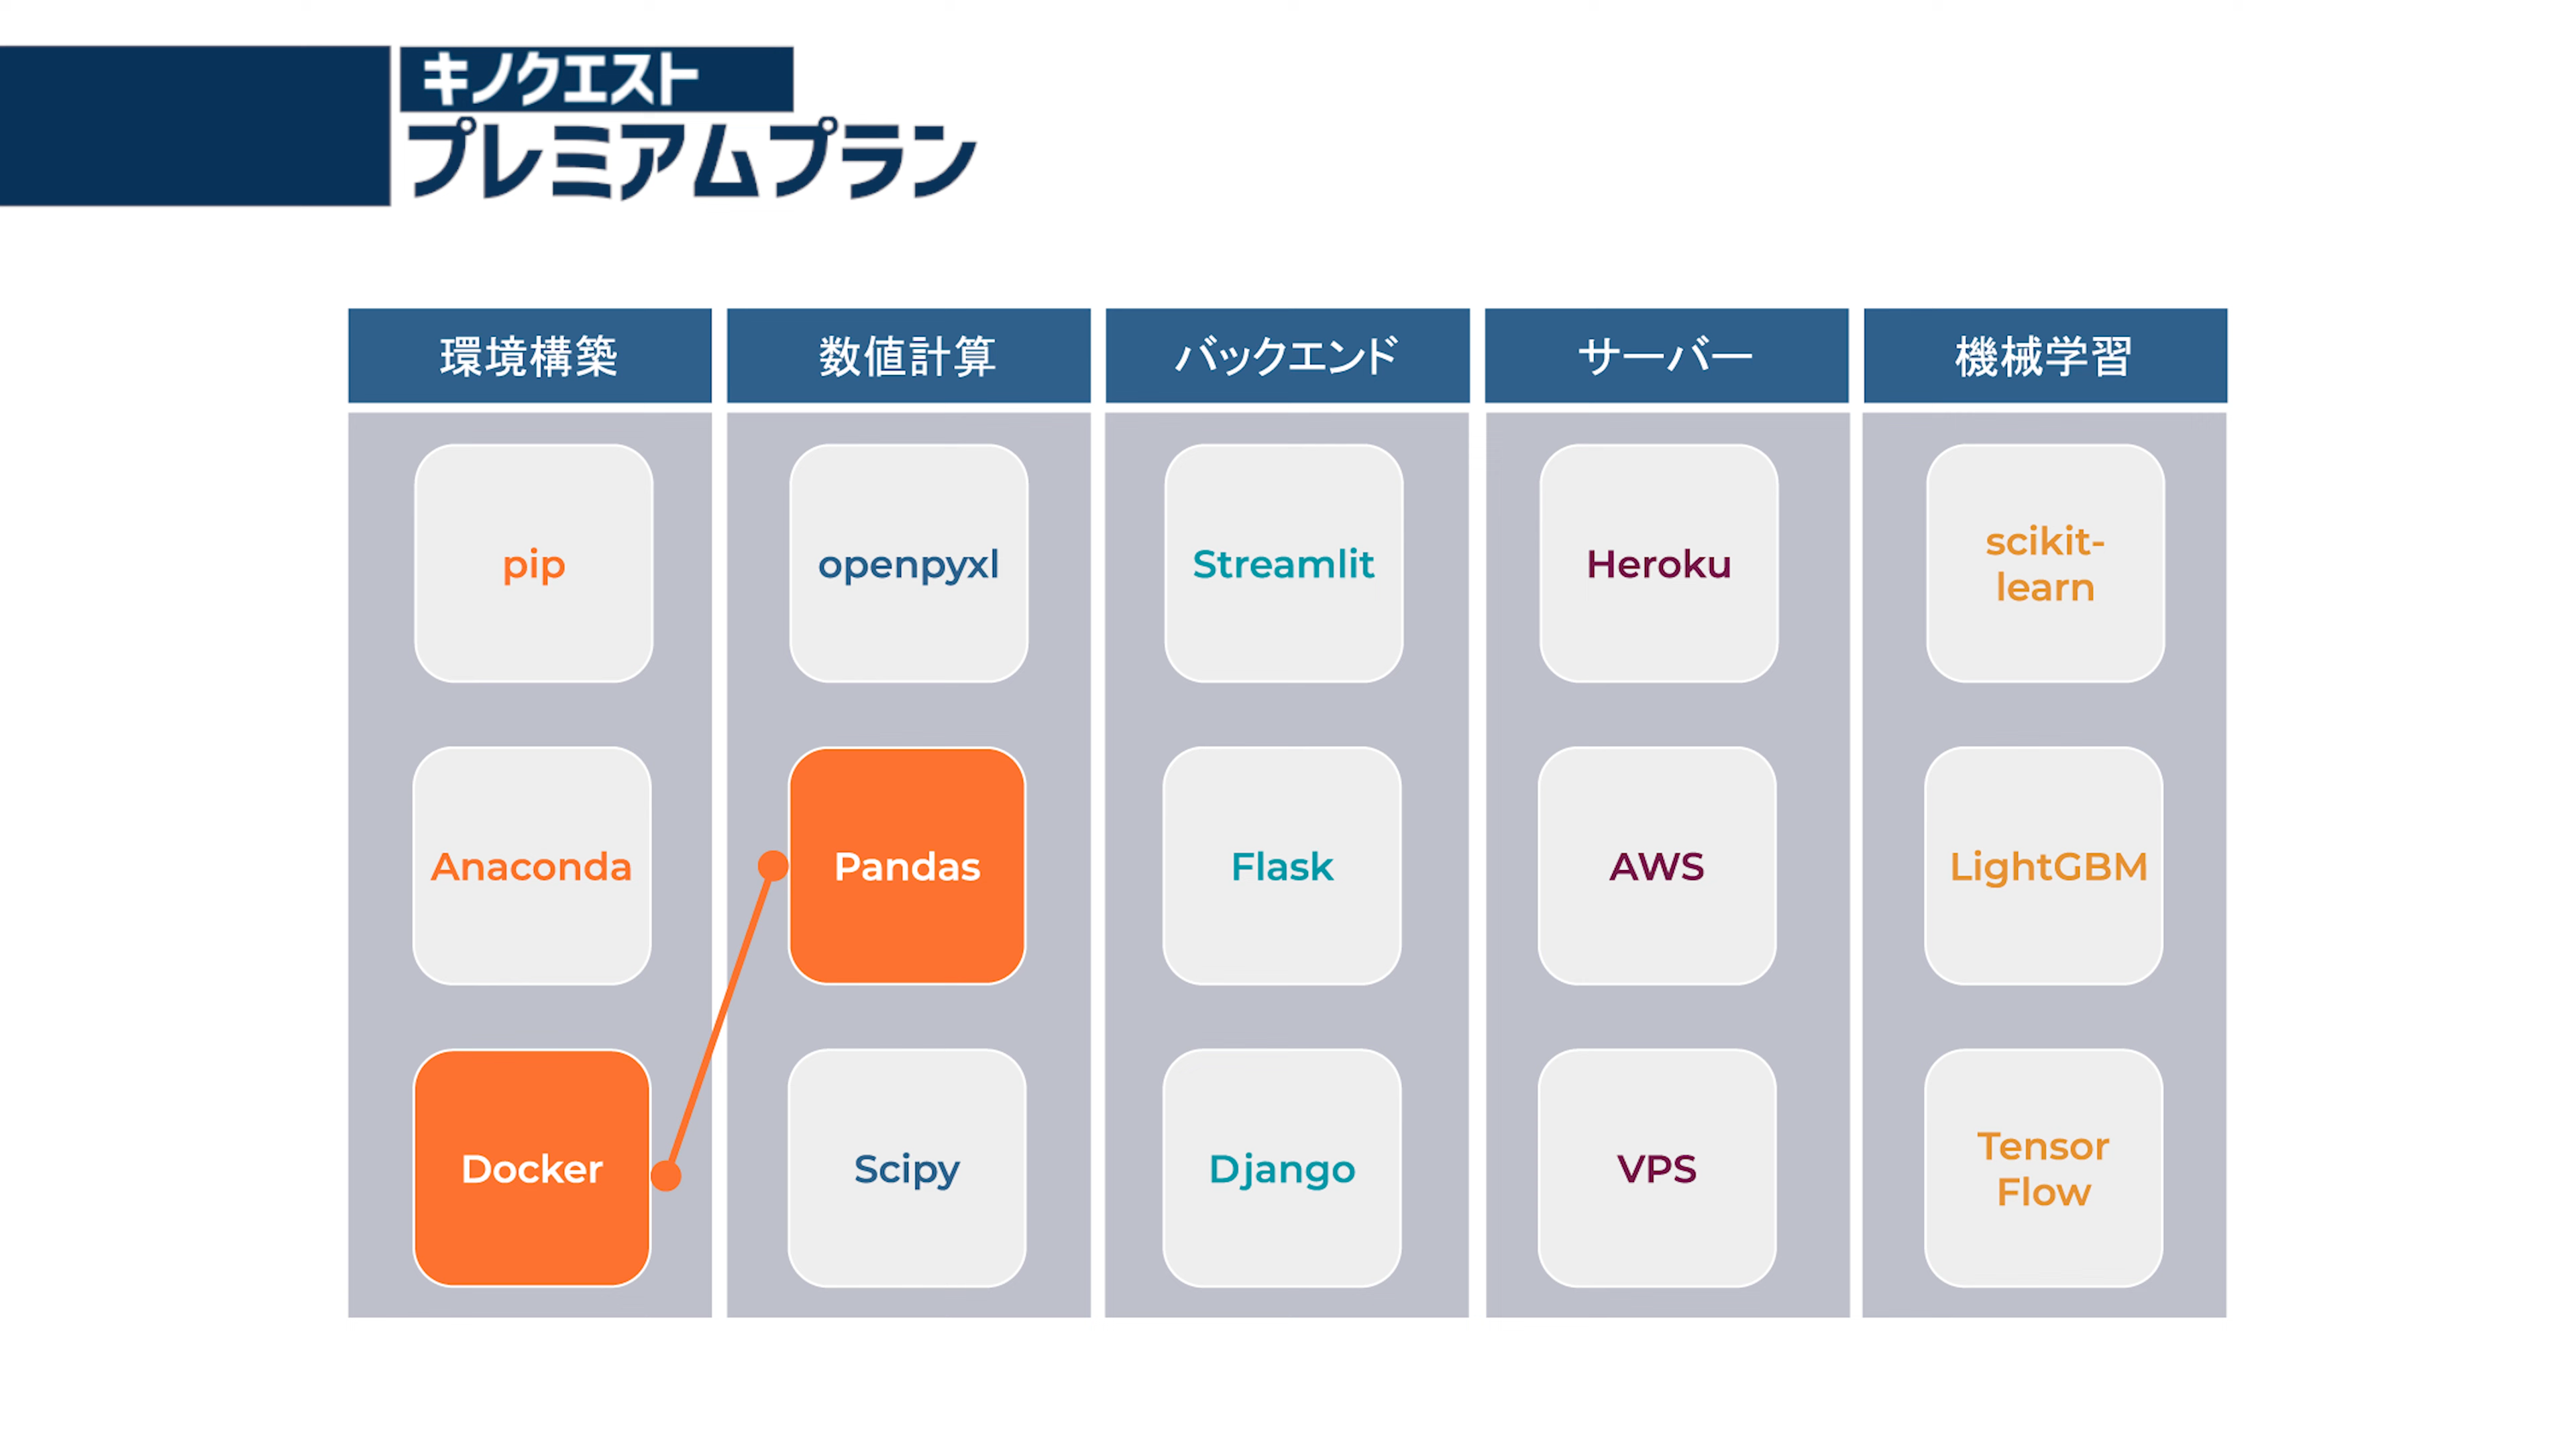 キノクエスト
プレミアムプラン
環境構築 数値計算 バックエンド サーバー 機械学習
pip openpyxl Streamlit Heroku scikit-
learn
Anaconda Pandas Flask AWS LightGBM
Docker Scipy Django VPS Tensor
Flow